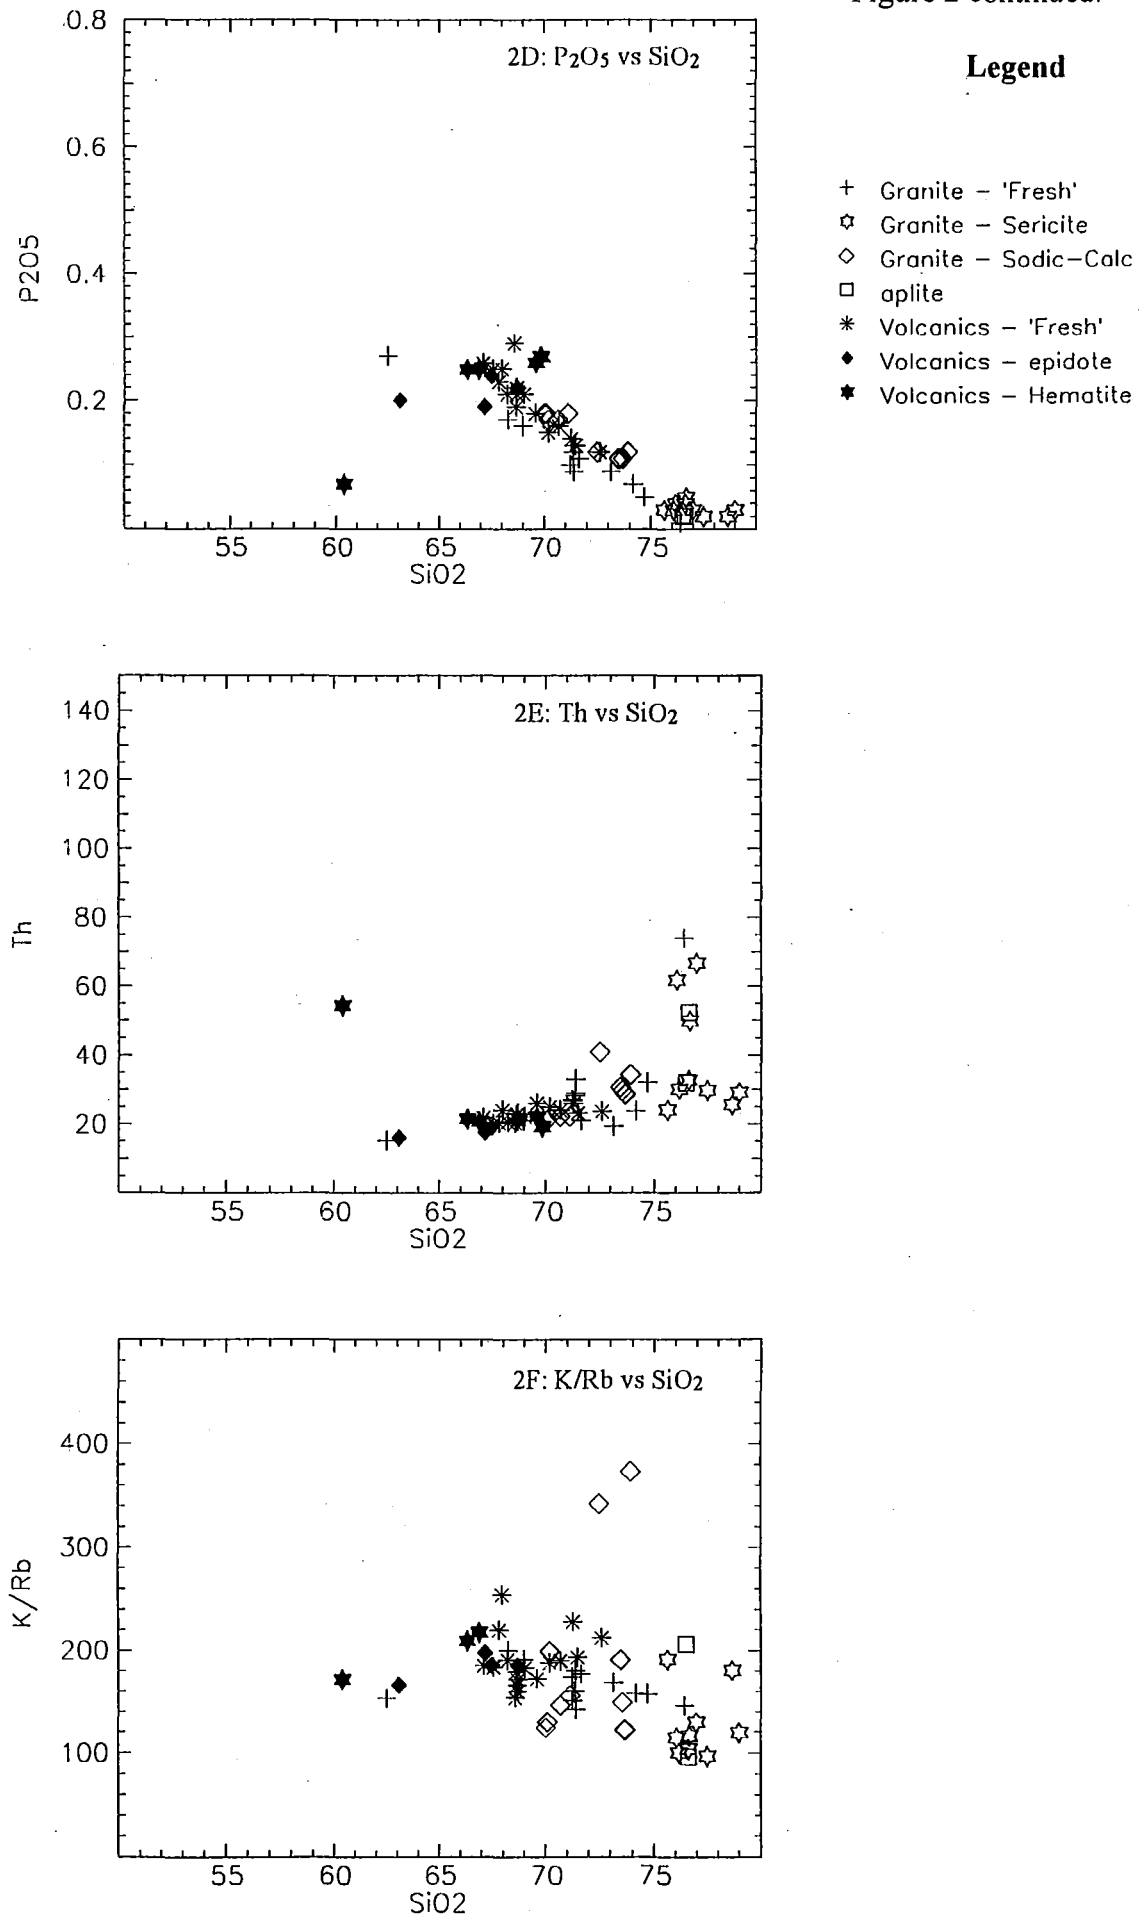 Figure 2 continued.
Legend
+ Granite – 'Fresh'
Granite – Sericite
◇ Granite – Sodic–Calc
□ aplite
Volcanics – 'Fresh'
◆ Volcanics – epidote
Volcanics – Hematite
2D: P2O5 vs SiO2
0.8
0.6
0.4
0.2
P2O5
55 60 65 70 75
SiO2
2E: Th vs SiO2
140
120
100
80
60
40
20
Th
55 60 65 70 75
SiO2
2F: K/Rb vs SiO2
400
300
200
100
K/Rb
55 60 65 70 75
SiO2